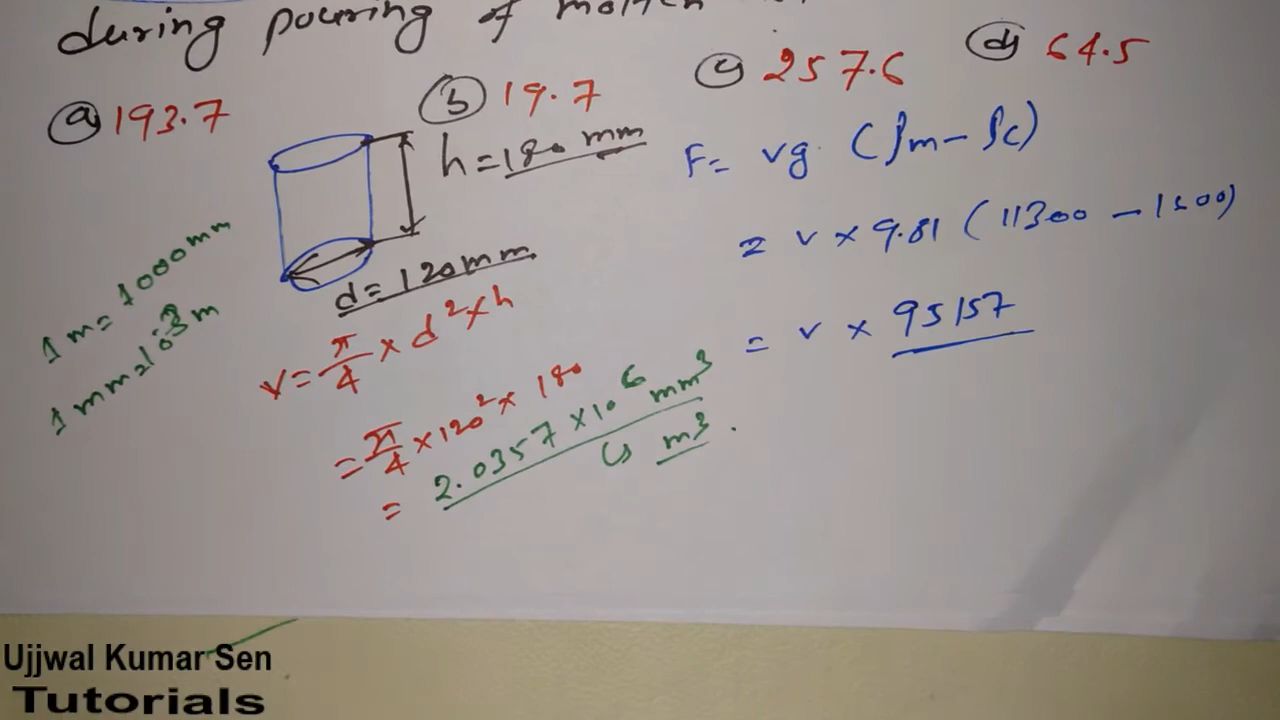 during pouring of molten
(a) 193.7
(b) 19.7
(c) 257.6
(d) 64.5
h = 180 mm
d = 120 mm
1 m = 1000 mm
1 mm = 10⁻³ m
V = π/4 × d² × h
= π/4 × 120² × 180
= 2.0357 × 10⁶ mm³
↳ m³.
F = vg (ρm - ρc)
= v × 9.81 (11300 - 1600)
= v × 95157
Ujjwal Kumar Sen
Tutorials